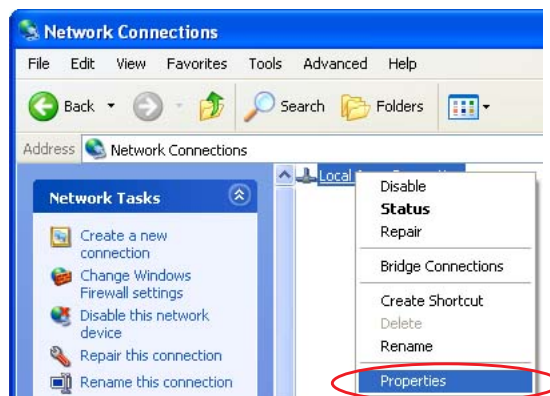 Network Connections
File Edit View Favorites Tools Advanced Help
Back Search Folders
Address Network Connections
Network Tasks
Create a new
connection
Change Windows
Firewall settings
Disable this network
device
Repair this connection
Rename this connection
Local
Disable
Status
Repair
Bridge Connections
Create Shortcut
Delete
Rename
Properties